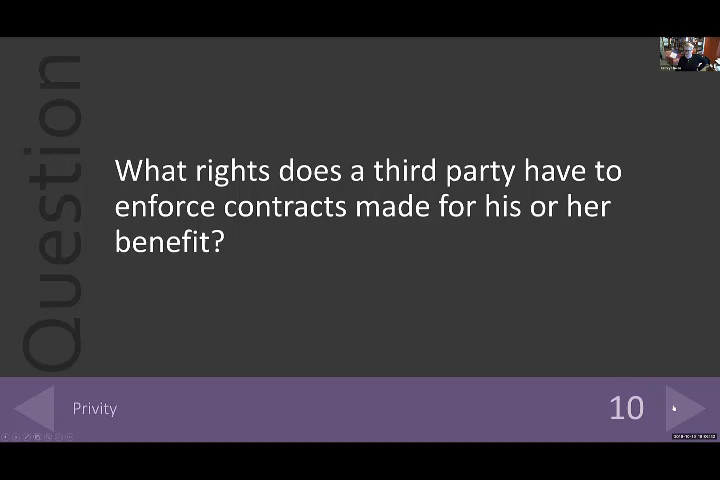 Question
What rights does a third party have to
enforce contracts made for his or her
benefit?
Privity
10